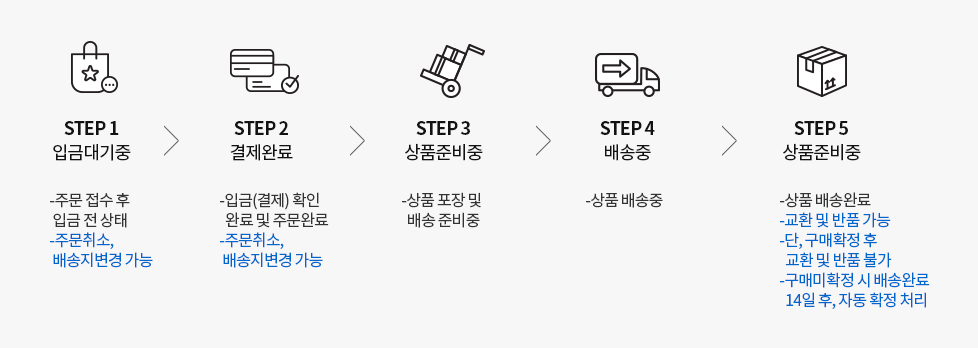 STEP 1
입금대기중
-주문 접수 후
입금 전 상태
-주문취소,
배송지변경 가능
STEP 2
결제완료
-입금(결제) 확인
완료 및 주문완료
-주문취소,
배송지변경 가능
STEP 3
상품준비중
-상품 포장 및
배송 준비중
STEP 4
배송중
-상품 배송중
STEP 5
상품준비중
-상품 배송완료
-교환 및 반품 가능
-단, 구매확정 후
교환 및 반품 불가
-구매미확정 시 배송완료
14일 후, 자동 확정 처리